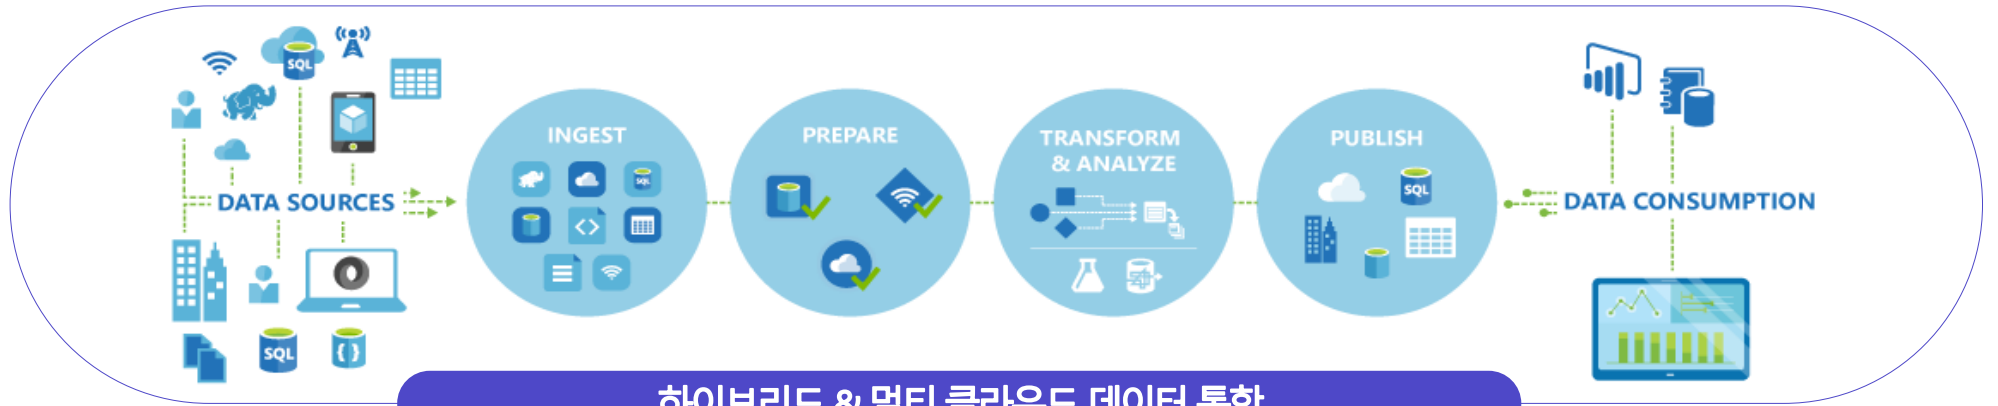 SQL
DATA SOURCES
SQL
{ }
INGEST
SQL
<>
PREPARE
TRANSFORM
& ANALYZE
PUBLISH
SQL
DATA CONSUMPTION
하이브리드 & 멀티 클라우드 데이터 통합